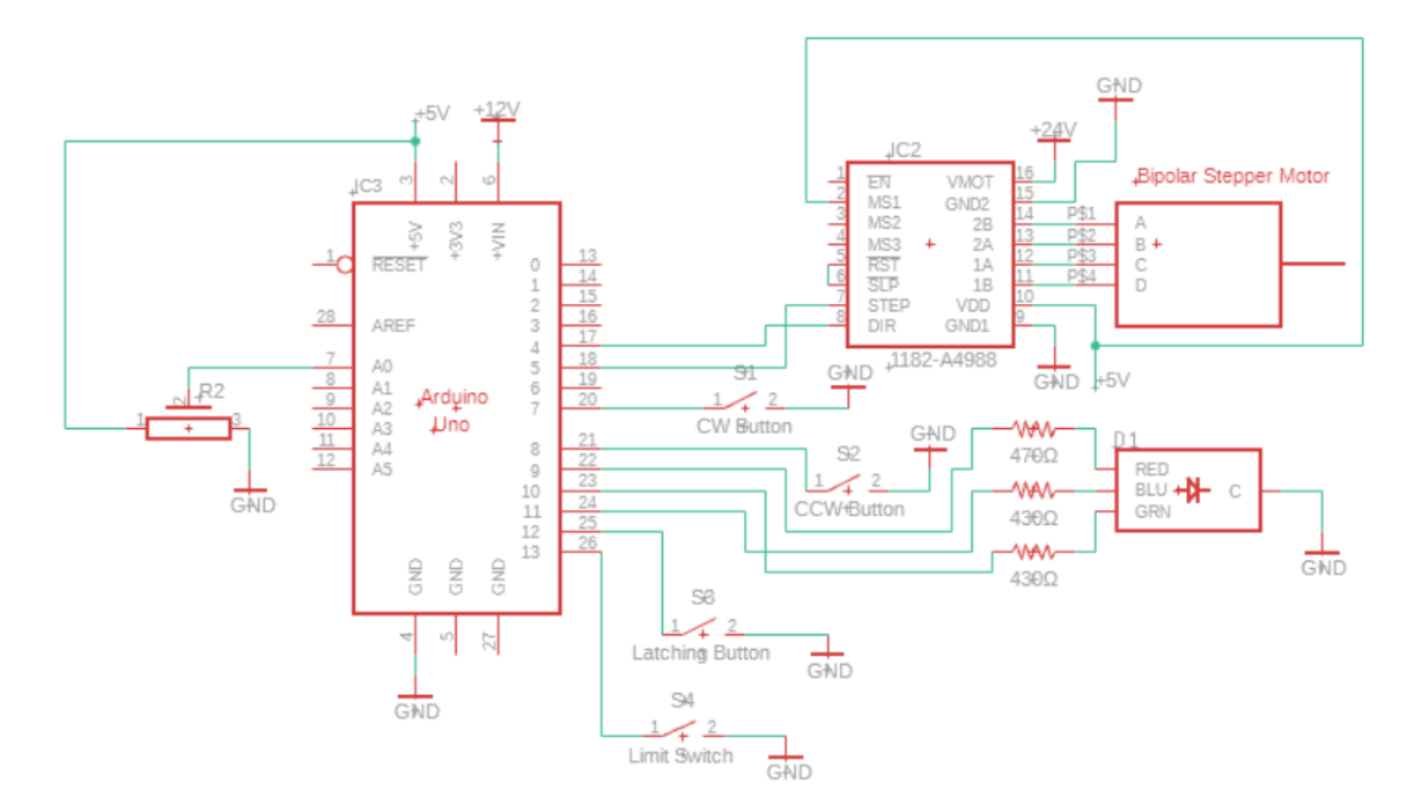 +5V
+12V
IC3
3
2
6
+5V
+3V3
+VIN
1
RESET
28
AREF
7
A0
8
A1
9
A2
10
A3
11
A4
12
A5
Arduino
Uno
0
13
1
14
2
15
3
16
4
17
5
18
6
19
7
20
8
21
9
22
10
23
11
24
12
25
13
26
GND
GND
GND
4
5
27
GND
R2
1
2
3
GND
IC2
1
EN
2
MS1
3
MS2
4
MS3
5
RST
6
SLP
7
STEP
8
DIR
VMOT
16
GND2
15
2B
14
2A
13
1A
12
1B
11
VDD
10
GND1
9
1182-A4988
+24V
GND
GND
+5V
Bipolar Stepper Motor
P$1
A
P$2
B
P$3
C
P$4
D
S1
1
2
CW Button
GND
S2
1
2
CCW Button
GND
S3
1
2
Latching Button
GND
S4
1
2
Limit Switch
GND
470Ω
430Ω
430Ω
D1
RED
BLU
GRN
C
GND